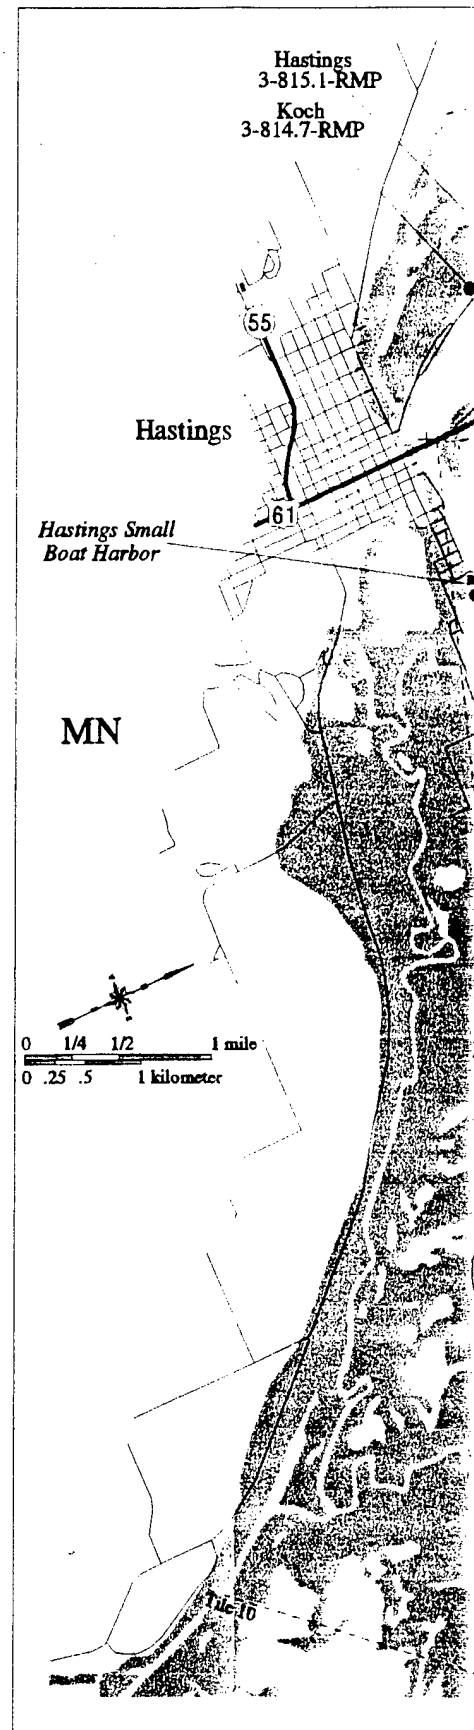 Hastings
3-815.1-RMP
Koch
3-814.7-RMP
55
Hastings
61
Hastings Small
Boat Harbor
MN
0 1/4 1/2 1 mile
0 .25 .5 1 kilometer